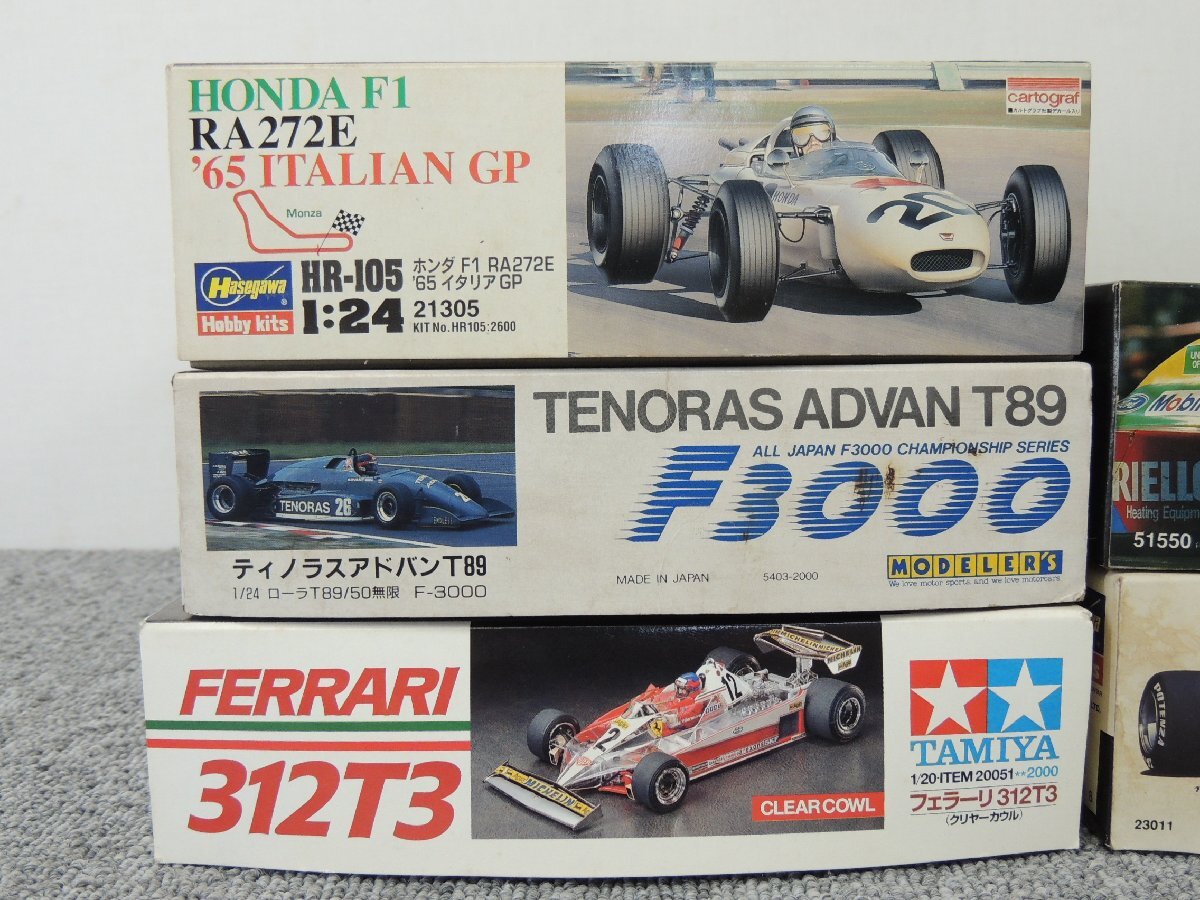 HONDA F1
RA272E
'65 ITALIAN GP
Monza
Hasegawa
Hobby kits
HR-105
1:24
ホンダ F1 RA272E
'65 イタリア GP
21305
KIT No. HR105:2600
HONDA
20
cartograf
TENORAS 26
ティノラスアドバンT89
1/24 ローラT89/50無限 F-3000
TENORAS ADVAN T89
ALL JAPAN F3000 CHAMPIONSHIP SERIES
F3000
MADE IN JAPAN 5403-2000
MODELER'S
We love motor sports and we love motorcars
FERRARI
312T3
MICHELIN
12
CLEAR COWL
TAMIYA
1/20·ITEM 20051**2000
フェラーリ 312T3
(クリヤーカウル)
Mobil
RIELLO
Heating Equipm
51550
POTENZA
23011